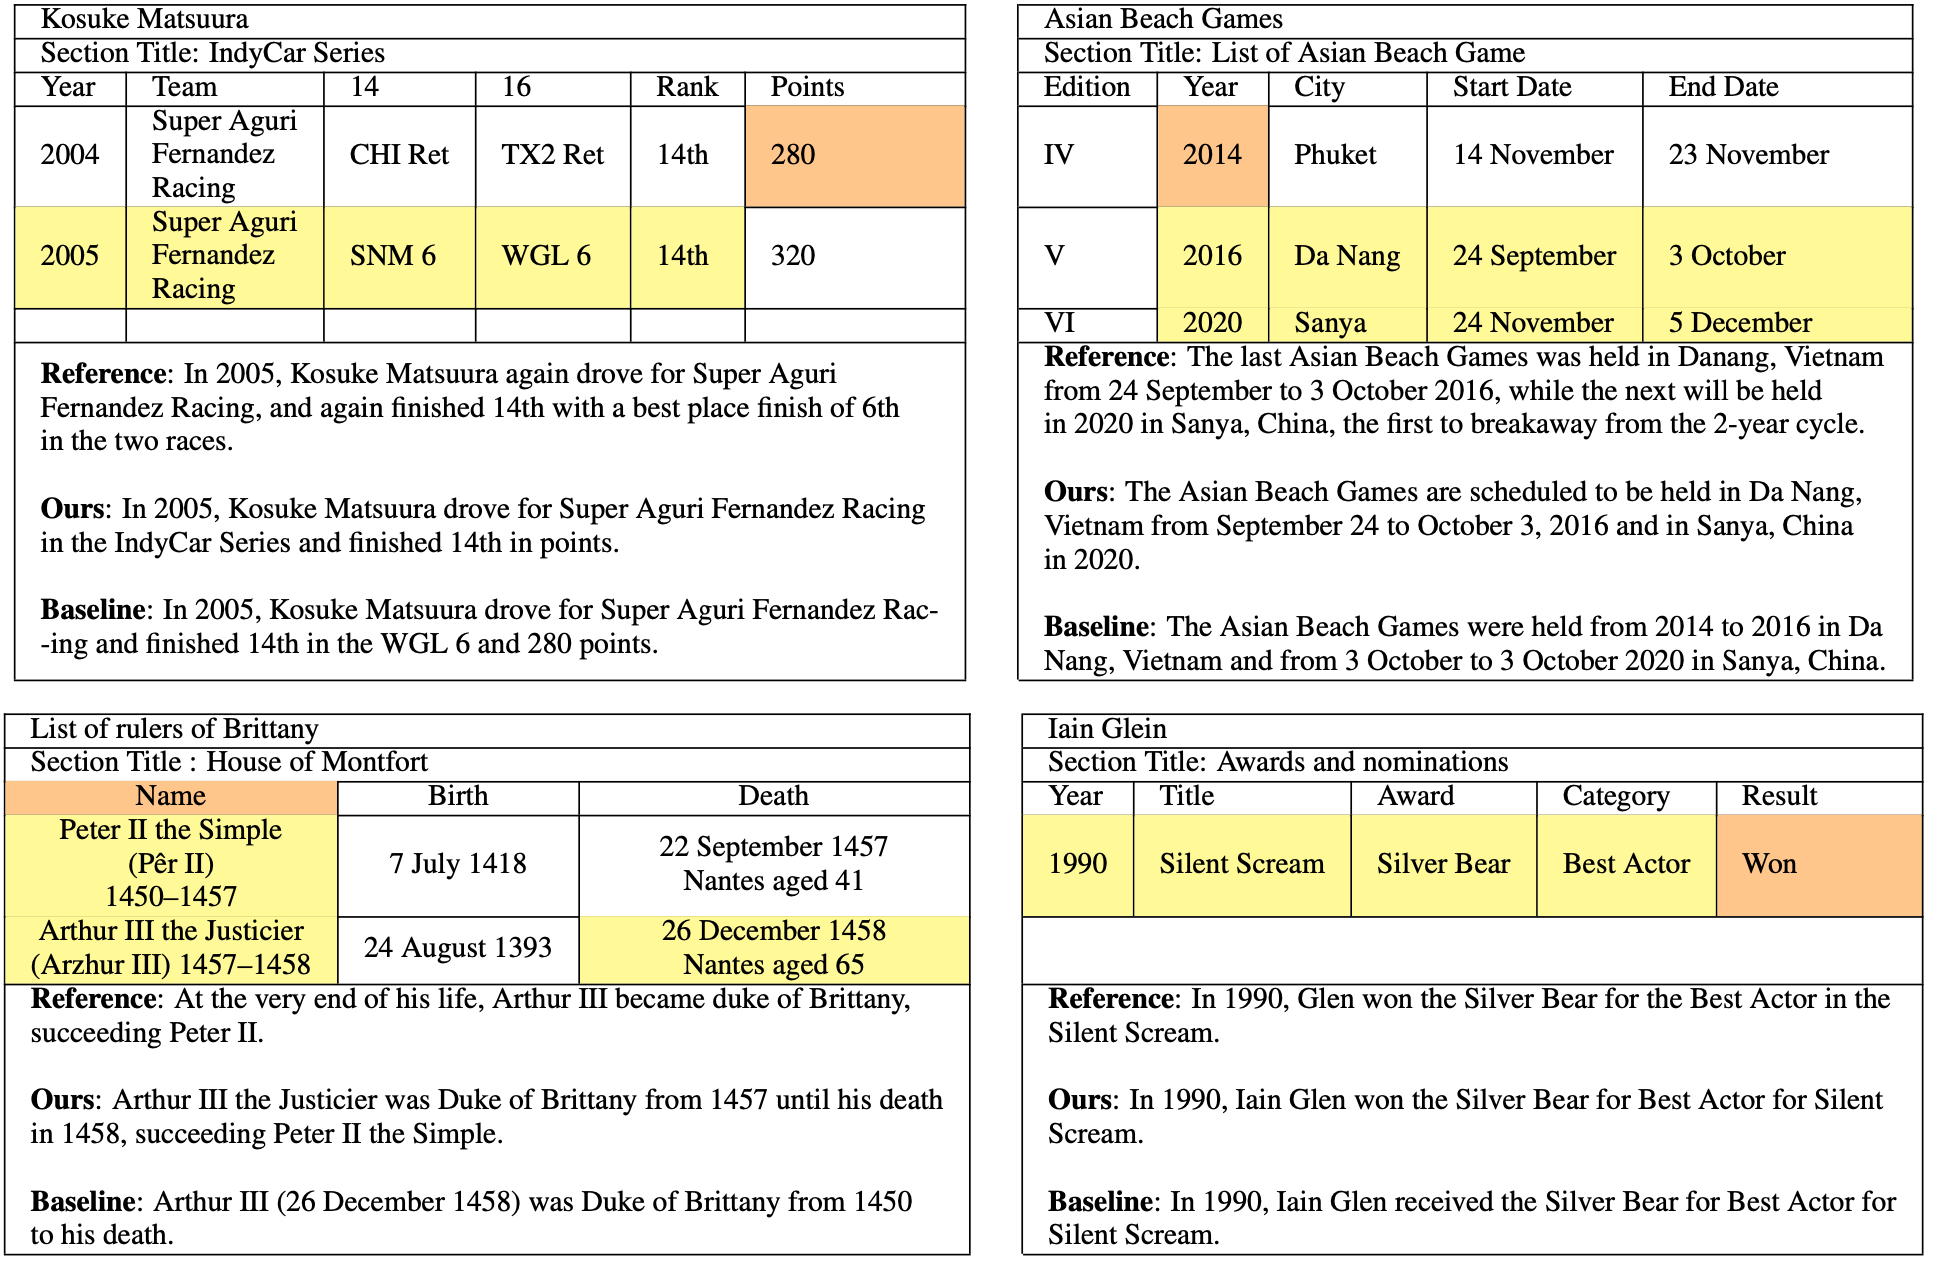 Kosuke Matsuura
Section Title: IndyCar Series
Year Team 14 16 Rank Points
2004 Super Aguri Fernandez Racing CHI Ret TX2 Ret 14th 280
2005 Super Aguri Fernandez Racing SNM 6 WGL 6 14th 320
Reference: In 2005, Kosuke Matsuura again drove for Super Aguri
Fernandez Racing, and again finished 14th with a best place finish of 6th
in the two races.
Ours: In 2005, Kosuke Matsuura drove for Super Aguri Fernandez Racing
in the IndyCar Series and finished 14th in points.
Baseline: In 2005, Kosuke Matsuura drove for Super Aguri Fernandez Rac-
-ing and finished 14th in the WGL 6 and 280 points.
Asian Beach Games
Section Title: List of Asian Beach Game
Edition Year City Start Date End Date
IV 2014 Phuket 14 November 23 November
V 2016 Da Nang 24 September 3 October
VI 2020 Sanya 24 November 5 December
Reference: The last Asian Beach Games was held in Danang, Vietnam
from 24 September to 3 October 2016, while the next will be held
in 2020 in Sanya, China, the first to breakaway from the 2-year cycle.
Ours: The Asian Beach Games are scheduled to be held in Da Nang,
Vietnam from September 24 to October 3, 2016 and in Sanya, China
in 2020.
Baseline: The Asian Beach Games were held from 2014 to 2016 in Da
Nang, Vietnam and from 3 October to 3 October 2020 in Sanya, China.
List of rulers of Brittany
Section Title : House of Montfort
Name Birth Death
Peter II the Simple
(Pêr II)
1450–1457
7 July 1418
22 September 1457
Nantes aged 41
Arthur III the Justicier
(Arzhur III) 1457–1458
24 August 1393
26 December 1458
Nantes aged 65
Reference: At the very end of his life, Arthur III became duke of Brittany,
succeeding Peter II.
Ours: Arthur III the Justicier was Duke of Brittany from 1457 until his death
in 1458, succeeding Peter II the Simple.
Baseline: Arthur III (26 December 1458) was Duke of Brittany from 1450
to his death.
Iain Glein
Section Title: Awards and nominations
Year Title Award Category Result
1990 Silent Scream Silver Bear Best Actor Won
Reference: In 1990, Glen won the Silver Bear for the Best Actor in the
Silent Scream.
Ours: In 1990, Iain Glen won the Silver Bear for Best Actor for Silent
Scream.
Baseline: In 1990, Iain Glen received the Silver Bear for Best Actor for
Silent Scream.